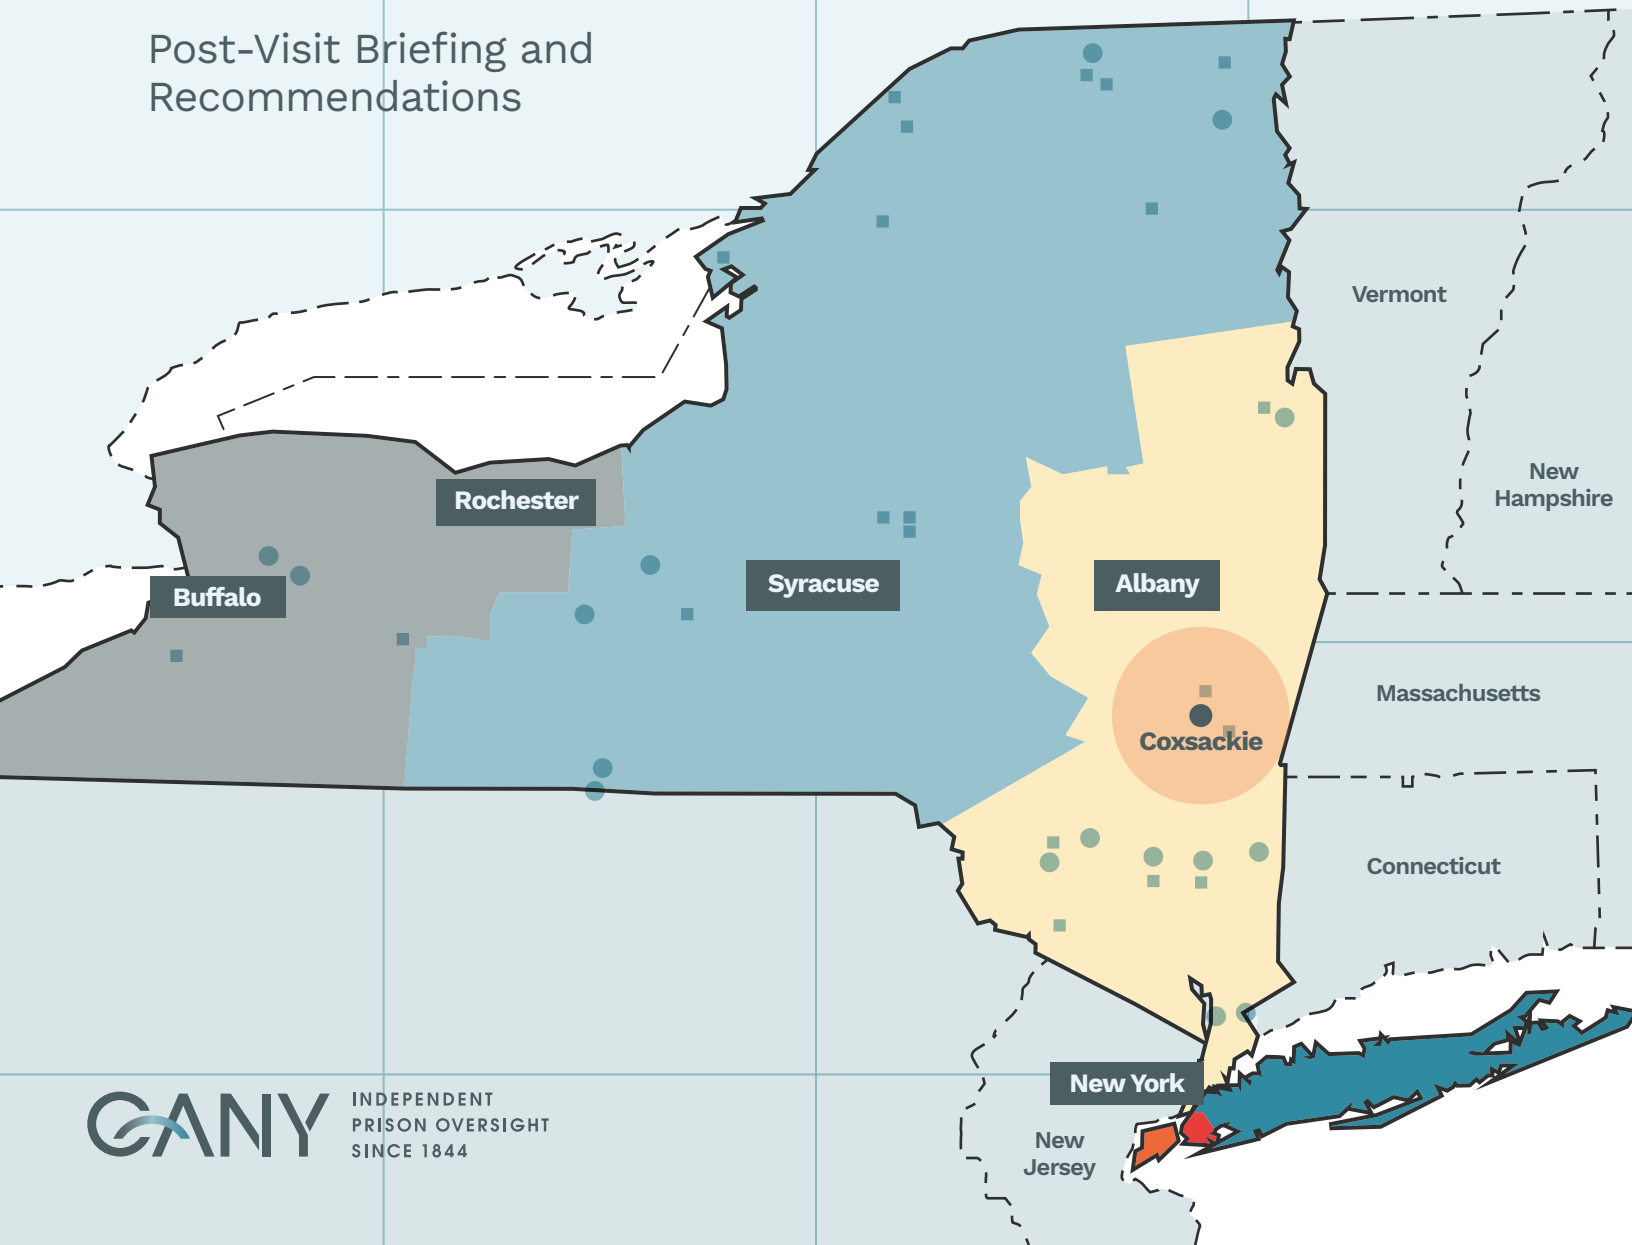 Post-Visit Briefing and
Recommendations
Vermont
New
Hampshire
Rochester
Buffalo
Syracuse
Albany
Massachusetts
Coxsackie
Connecticut
New York
New
Jersey
CANY
INDEPENDENT
PRISON OVERSIGHT
SINCE 1844